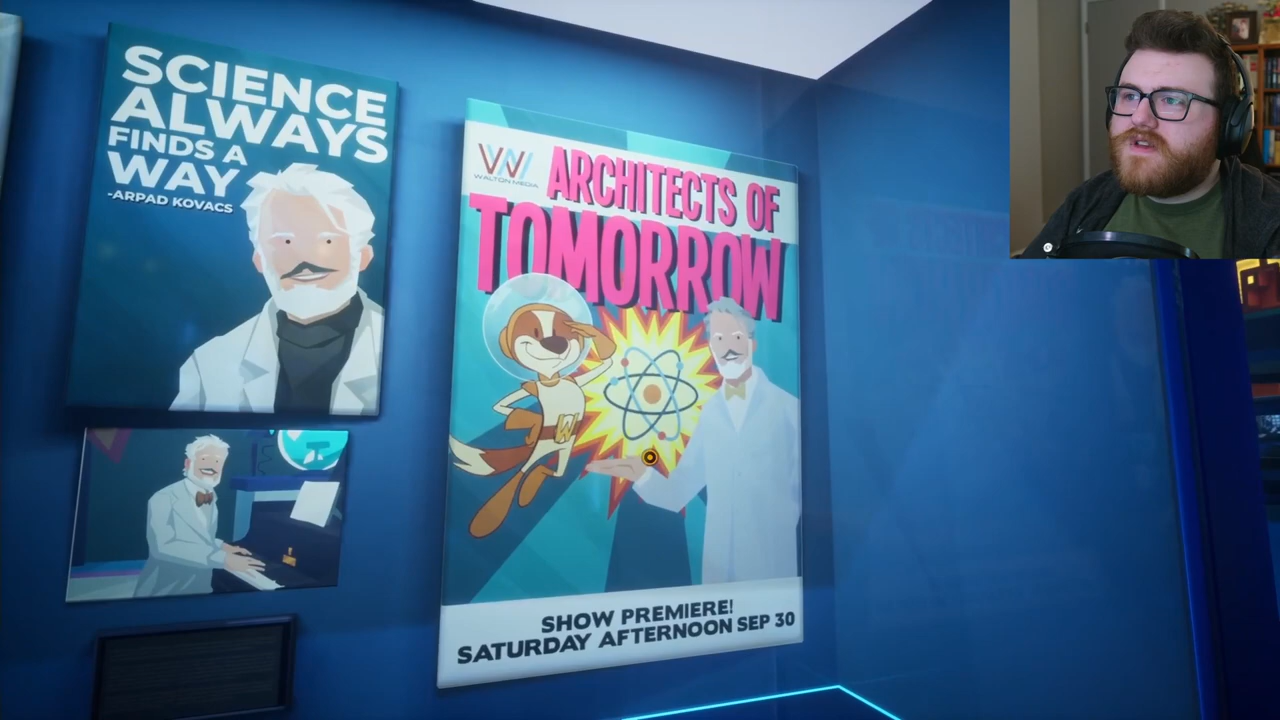 SCIENCE
ALWAYS
FINDS A
WAY
-ARPAD KOVACS
WALTON MEDIA
ARCHITECTS OF
TOMORROW
W
SHOW PREMIERE!
SATURDAY AFTERNOON SEP 30